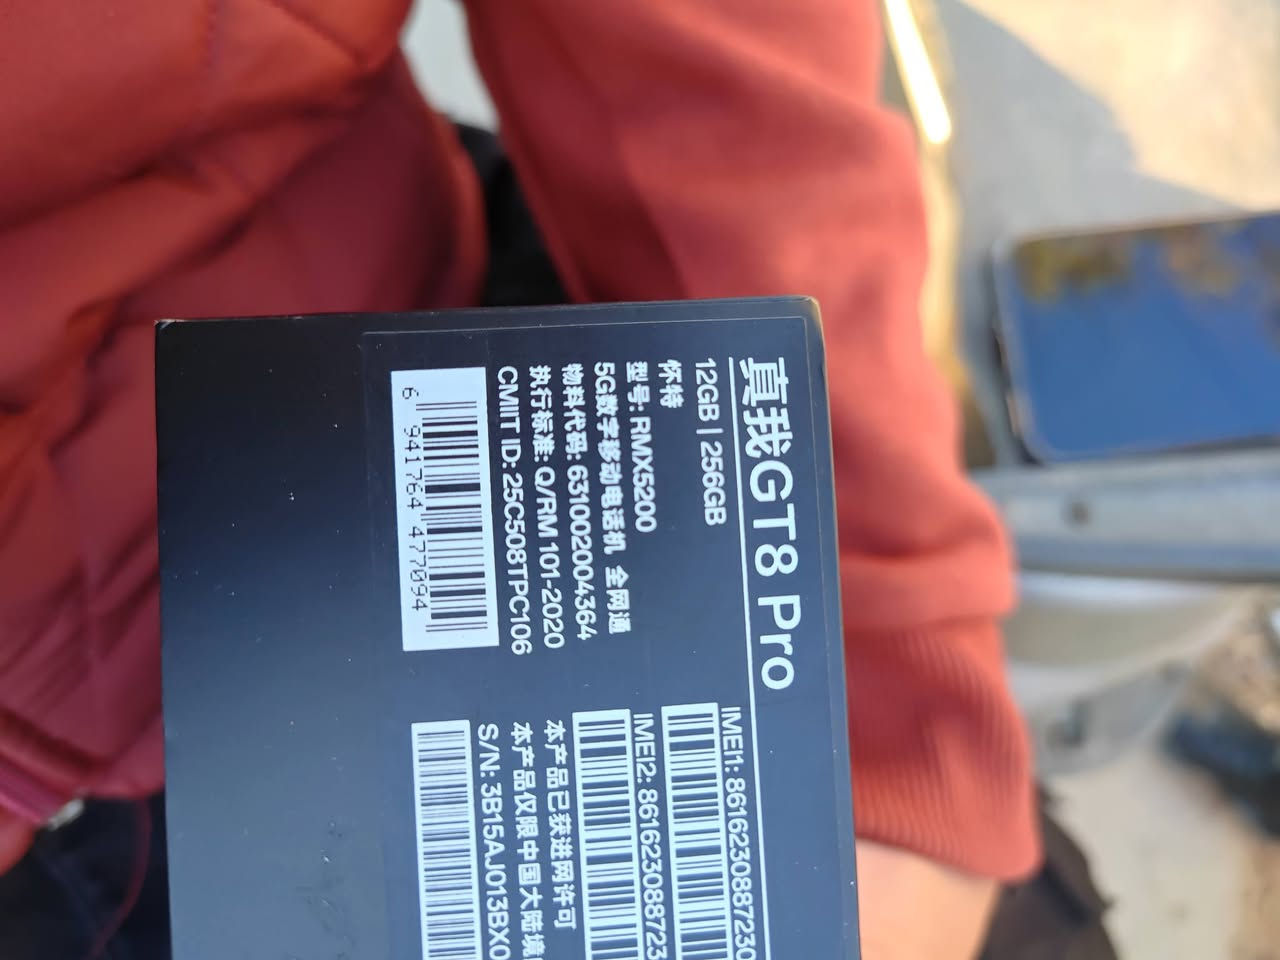 真我GT8 Pro
12GB | 256GB
怀特
型号: RMX5200
5G数字移动电话机 全网通
物料代码: 631002004364
执行标准: Q/RM 101-2020
CMIIT ID: 25C508TPC106
6 941764 477094
IMEI1: 8616230887230
IMEI2: 861623088723
本产品已获进网许可
本产品仅限中国大陆境
S/N: 3B15AJ013BX0